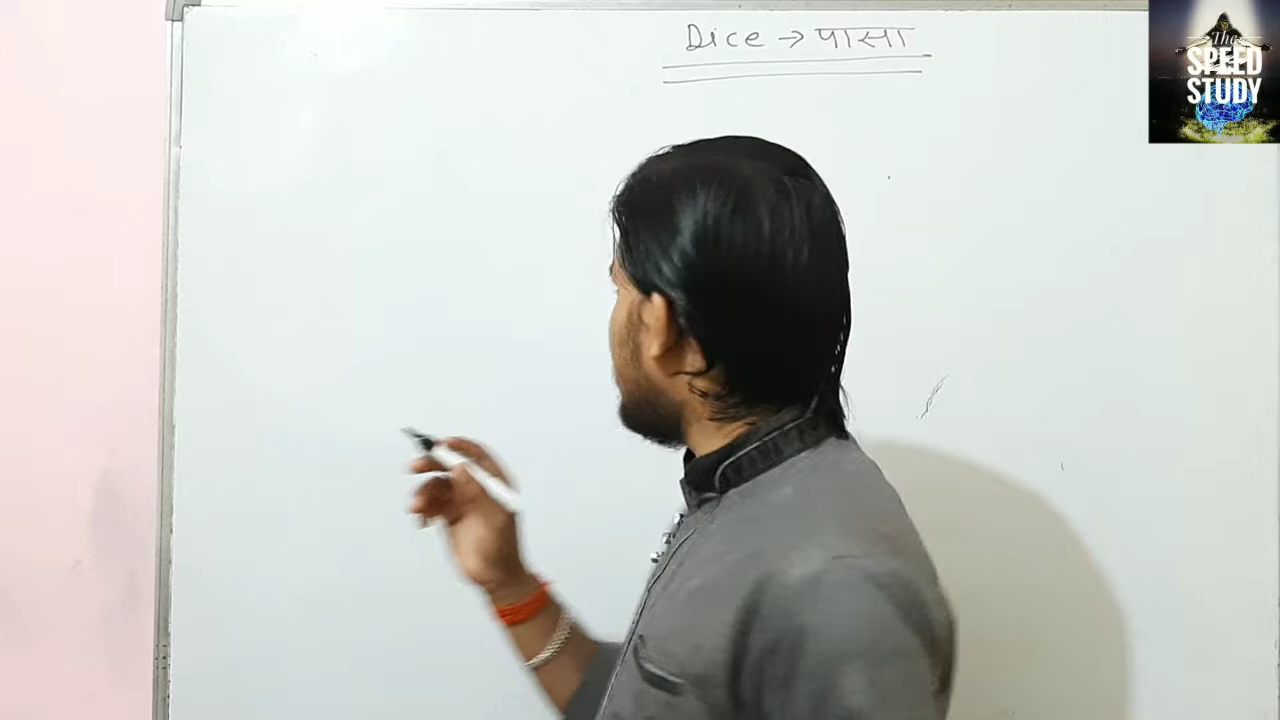 Dice → पासा
The
SPEED
STUDY